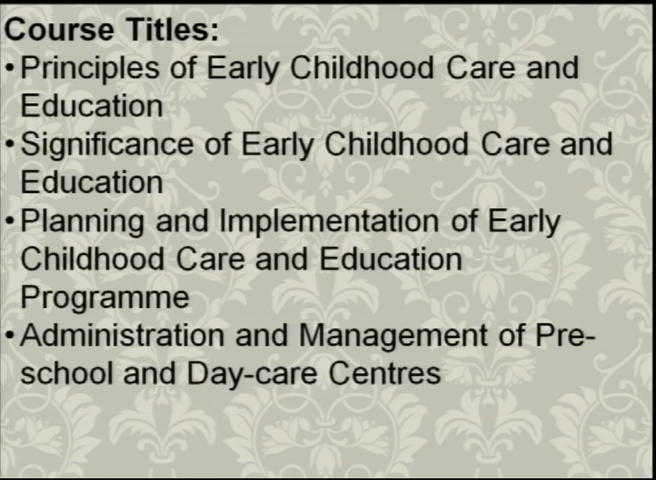 Course Titles:
•Principles of Early Childhood Care and
Education
•Significance of Early Childhood Care and
Education
•Planning and Implementation of Early
Childhood Care and Education
Programme
•Administration and Management of Pre-
school and Day-care Centres